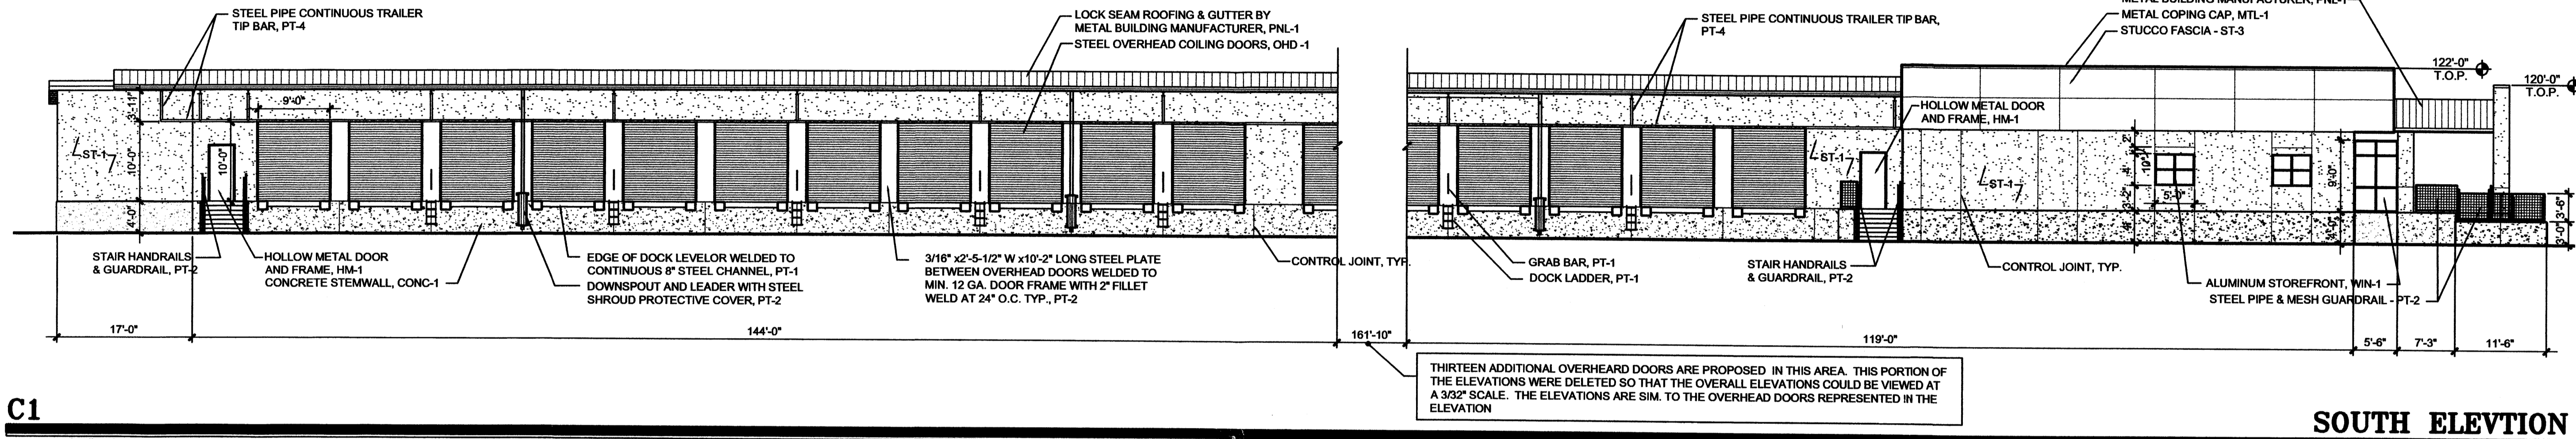 STEEL PIPE CONTINUOUS TRAILER
TIP BAR, PT-4
LOCK SEAM ROOFING & GUTTER BY
METAL BUILDING MANUFACTURER, PNL-1
STEEL OVERHEAD COILING DOORS, OHD -1
STEEL PIPE CONTINUOUS TRAILER TIP BAR,
PT-4
METAL BUILDING MANUFACTURER, PNL-1
METAL COPING CAP, MTL-1
STUCCO FASCIA - ST-3
122'-0"
T.O.P.
120'-0"
T.O.P.
HOLLOW METAL DOOR
AND FRAME, HM-1
3'-11"
9'-0"
ST-1
10'-0"
10'-0"
4'-0"
ST-1
ST-1
2'
10"
4'
5'-0"
3'-2"
4'
9'-0"
4'-0"
3'-6"
3'-0"
STAIR HANDRAILS
& GUARDRAIL, PT-2
HOLLOW METAL DOOR
AND FRAME, HM-1
CONCRETE STEMWALL, CONC-1
EDGE OF DOCK LEVELOR WELDED TO
CONTINUOUS 8" STEEL CHANNEL, PT-1
DOWNSPOUT AND LEADER WITH STEEL
SHROUD PROTECTIVE COVER, PT-2
3/16" x2'-5-1/2" W x10'-2" LONG STEEL PLATE
BETWEEN OVERHEAD DOORS WELDED TO
MIN. 12 GA. DOOR FRAME WITH 2" FILLET
WELD AT 24" O.C. TYP., PT-2
CONTROL JOINT, TYP.
GRAB BAR, PT-1
DOCK LADDER, PT-1
STAIR HANDRAILS
& GUARDRAIL, PT-2
CONTROL JOINT, TYP.
ALUMINUM STOREFRONT, WIN-1
STEEL PIPE & MESH GUARDRAIL - PT-2
17'-0"
144'-0"
161'-10"
119'-0"
5'-6"
7'-3"
11'-6"
THIRTEEN ADDITIONAL OVERHEARD DOORS ARE PROPOSED IN THIS AREA. THIS PORTION OF
THE ELEVATIONS WERE DELETED SO THAT THE OVERALL ELEVATIONS COULD BE VIEWED AT
A 3/32" SCALE. THE ELEVATIONS ARE SIM. TO THE OVERHEAD DOORS REPRESENTED IN THE
ELEVATION
C1
SOUTH ELEVTION